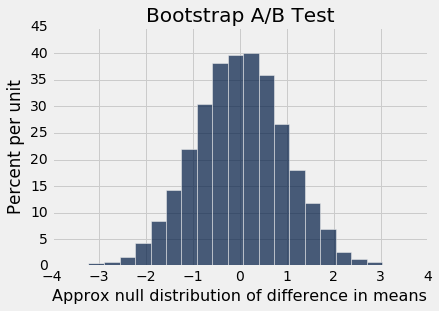 Bootstrap A/B Test
Percent per unit
45
40
35
30
25
20
15
10
5
0
−4 −3 −2 −1 0 1 2 3 4
Approx null distribution of difference in means